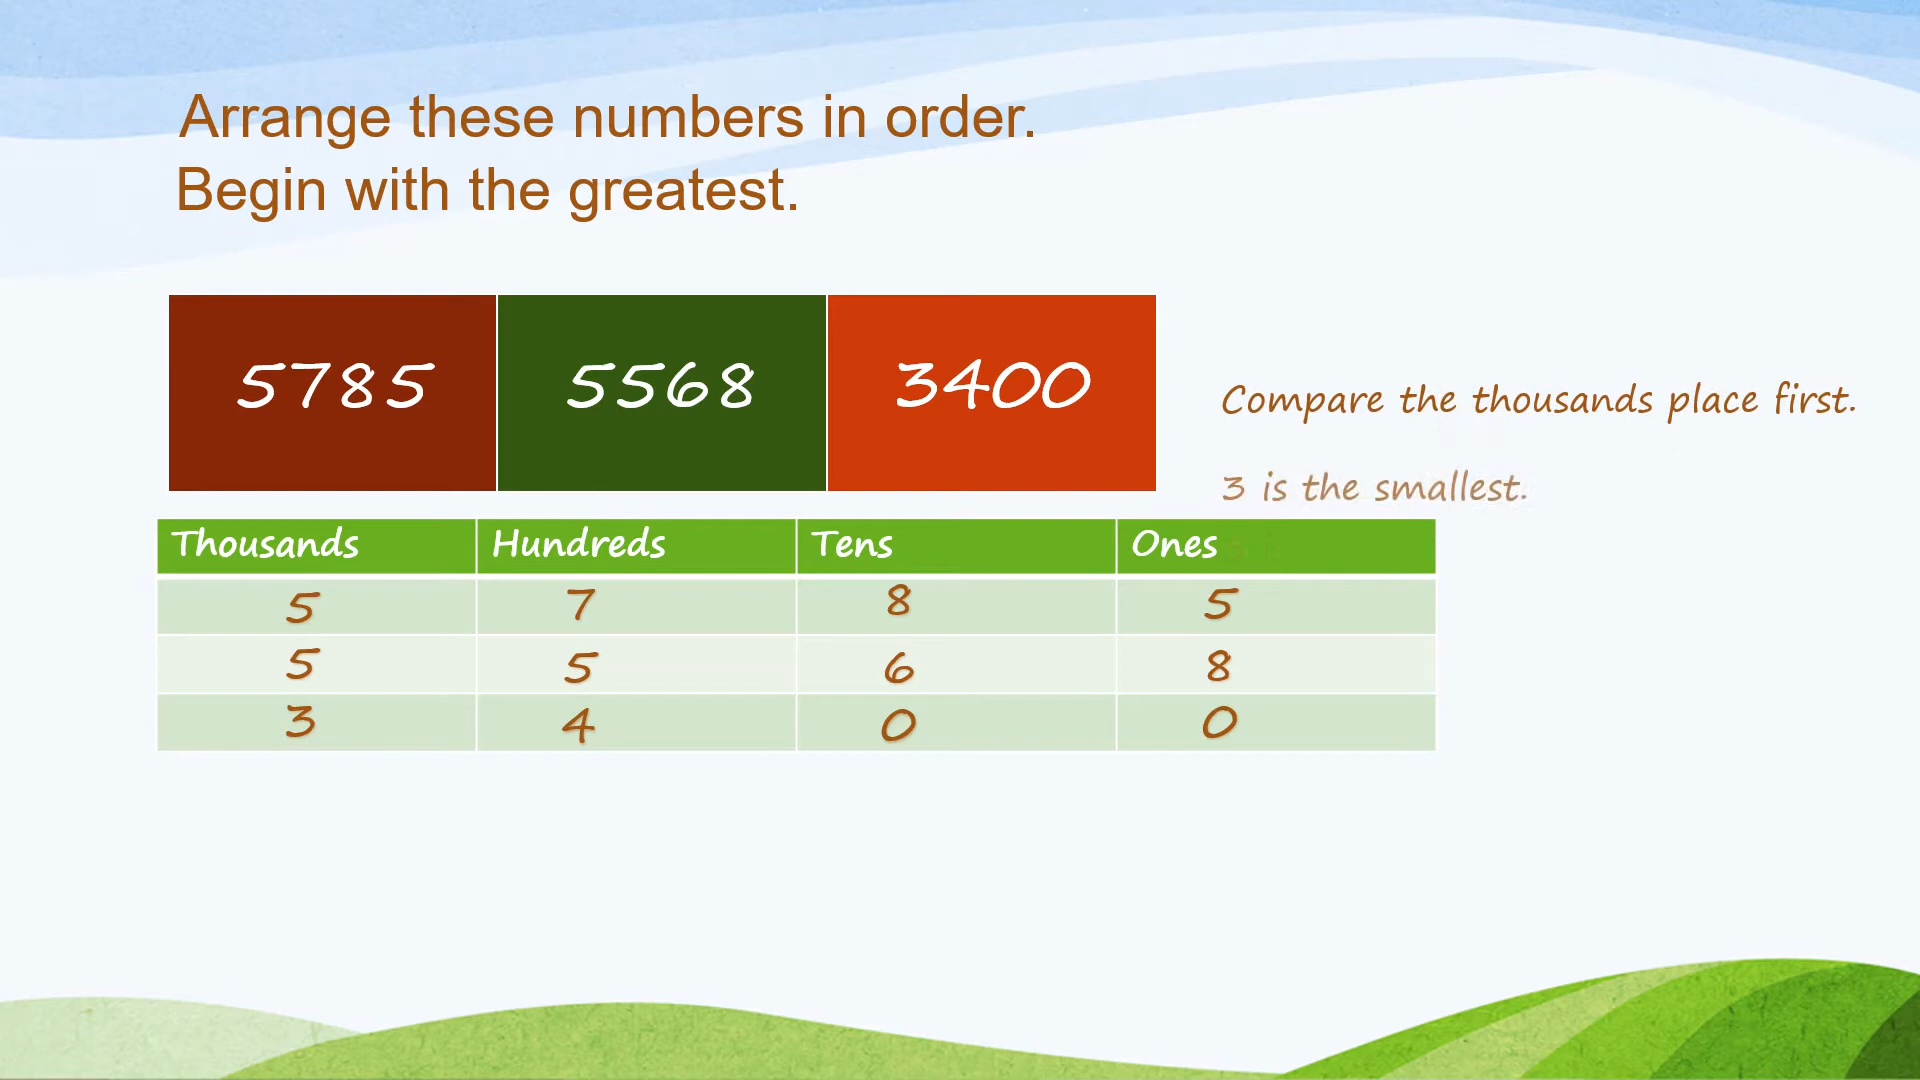 Arrange these numbers in order.
Begin with the greatest.
5785 5568 3400
Compare the thousands place first.
3 is the smallest.
Thousands Hundreds Tens Ones
5 7 8 5
5 5 6 8
3 4 0 0